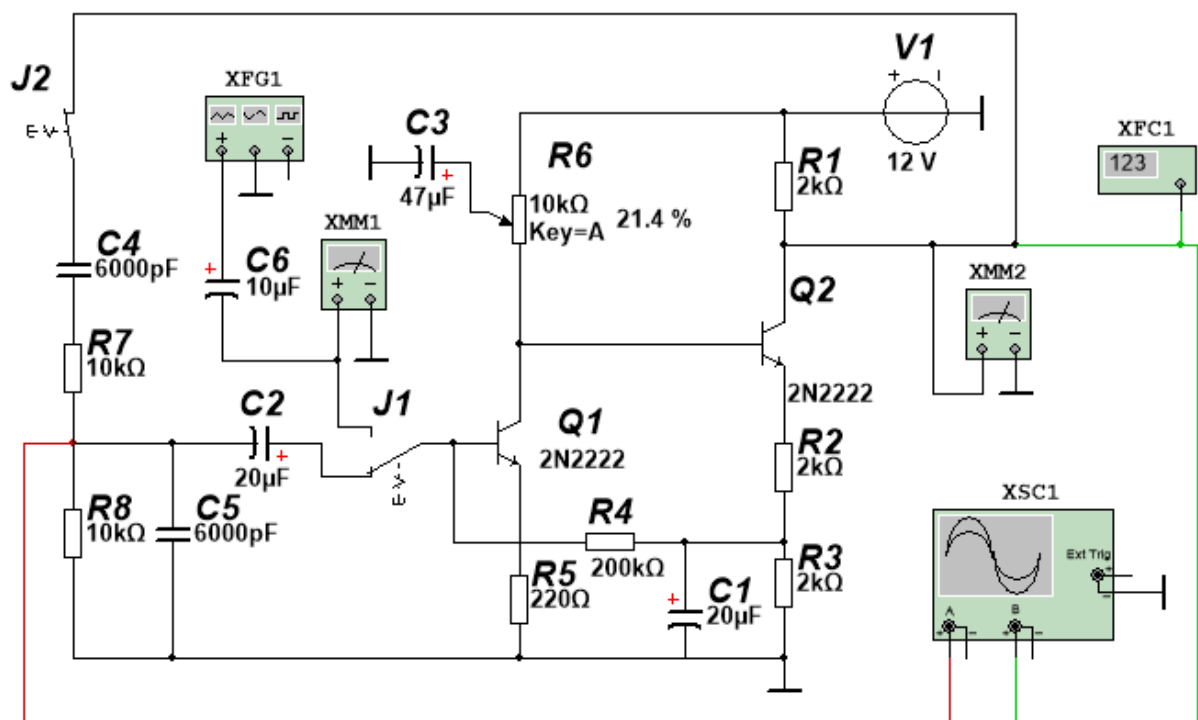 J2
XFG1
+
−
C3
+
47µF
R6
10kΩ
Key=A
21.4 %
V1
+
−
12 V
R1
2kΩ
XFC1
123
XMM1
+
−
C4
6000pF
+
C6
10µF
Q2
XMM2
+
−
R7
10kΩ
2N2222
C2
+
20µF
J1
Q1
2N2222
R2
2kΩ
R8
10kΩ
C5
6000pF
R4
200kΩ
R3
2kΩ
R5
220Ω
+
C1
20µF
XSC1
Ext Trig
+
−
A
B
+
−
+
−